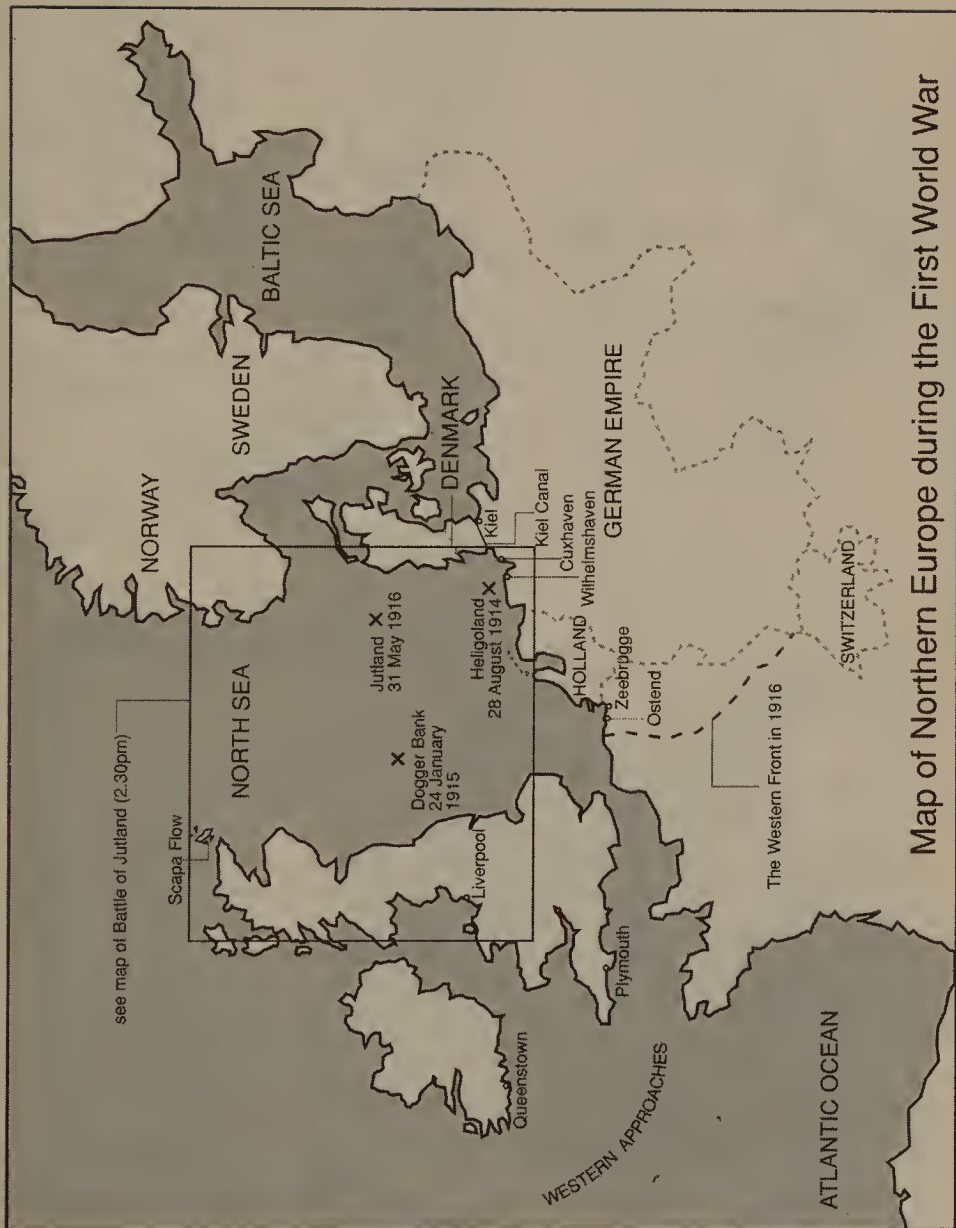 see map of Battle of Jutland (2.30pm)
Scapa Flow
NORWAY
SWEDEN
BALTIC SEA
NORTH SEA
Jutland
31 May 1916
Dogger Bank
24 January
1915
Heligoland
28 August 1914
DENMARK
Kiel
Kiel Canal
Cuxhaven
Wilhelmshaven
GERMAN EMPIRE
HOLLAND
Zeebrugge
Ostend
Liverpool
Queenstown
Plymouth
WESTERN APPROACHES
ATLANTIC OCEAN
The Western Front in 1916
SWITZERLAND
Map of Northern Europe during the First World War